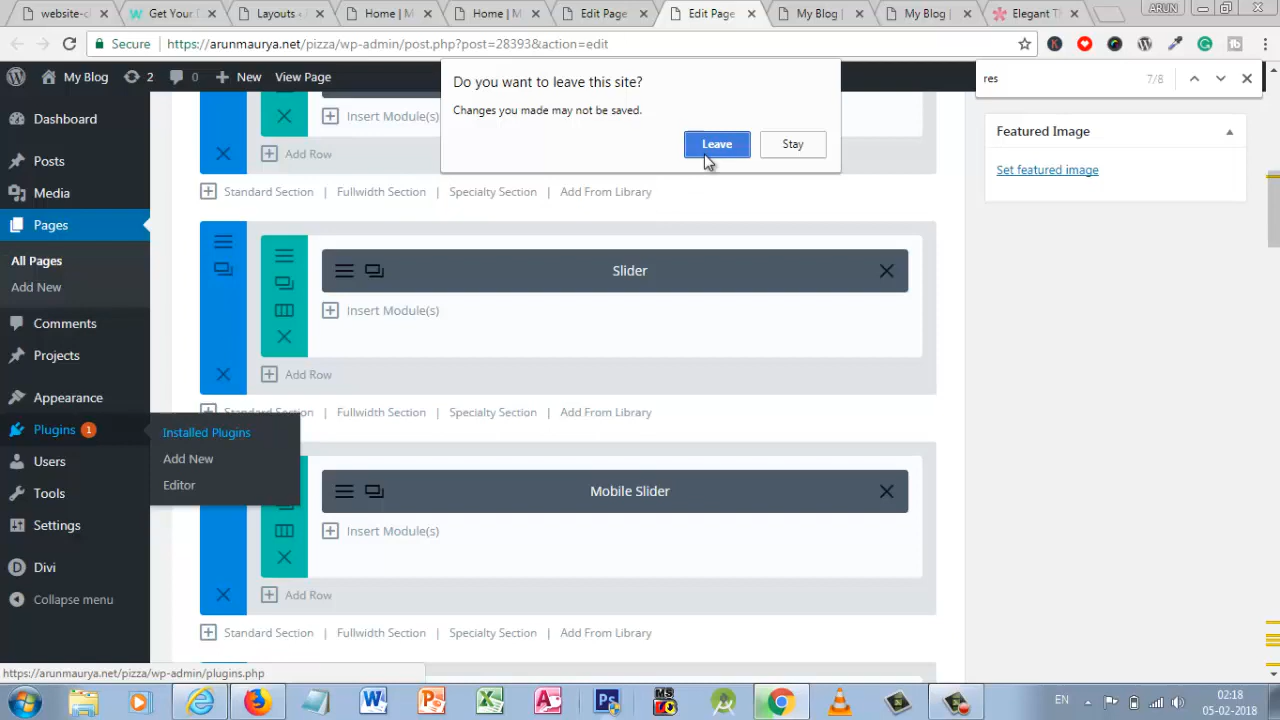 website-cl
Get Your D
Layouts - D
Home | M
Home | M
Edit Page
Edit Page
My Blog |
My Blog |
Elegant Th
ARUN
Secure
https://arunmaurya.net/pizza/wp-admin/post.php?post=28393&action=edit
My Blog
2
0
New
View Page
res
7/8
Do you want to leave this site?
Changes you made may not be saved.
Leave
Stay
Dashboard
Posts
Media
Pages
All Pages
Add New
Comments
Projects
Appearance
Plugins 1
Installed Plugins
Add New
Editor
Users
Tools
Settings
Divi
Collapse menu
Insert Module(s)
Add Row
Standard Section | Fullwidth Section | Specialty Section | Add From Library
Slider
Insert Module(s)
Add Row
Standard Section | Fullwidth Section | Specialty Section | Add From Library
Mobile Slider
Insert Module(s)
Add Row
Standard Section | Fullwidth Section | Specialty Section | Add From Library
Featured Image
Set featured image
https://arunmaurya.net/pizza/wp-admin/plugins.php
EN
02:18
05-02-2018